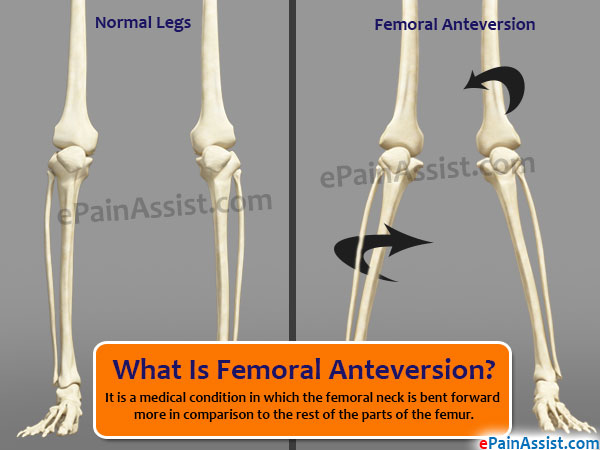 Normal Legs
Femoral Anteversion
ePainAssist.com
ePainAssist.com
What Is Femoral Anteversion?
It is a medical condition in which the femoral neck is bent forward
more in comparison to the rest of the parts of the femur.
ePainAssist.com